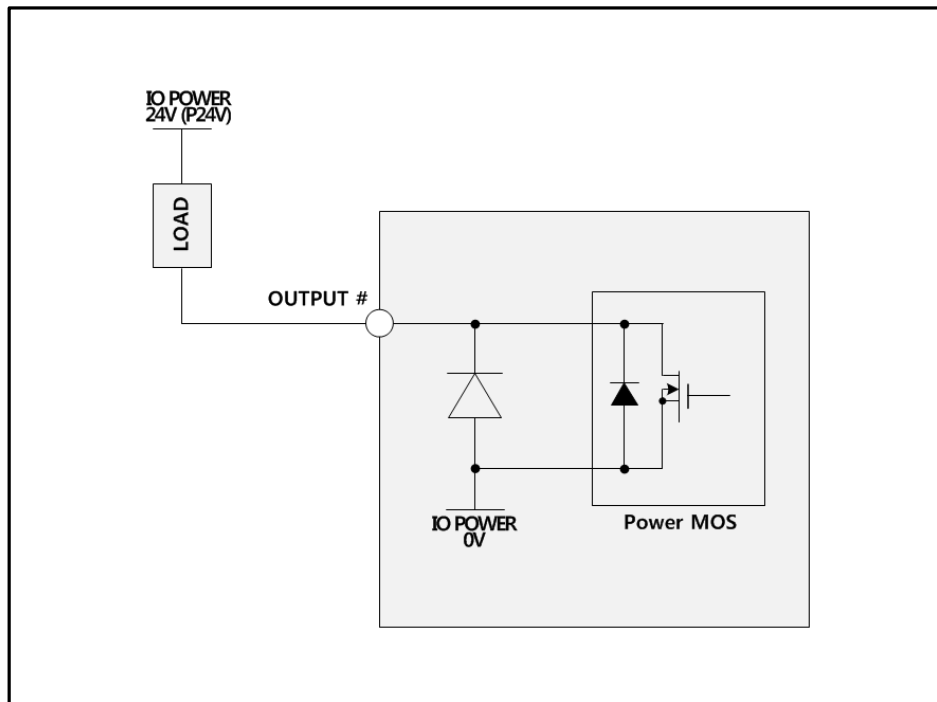 IO POWER
24V (P24V)
LOAD
OUTPUT #
IO POWER
0V
Power MOS